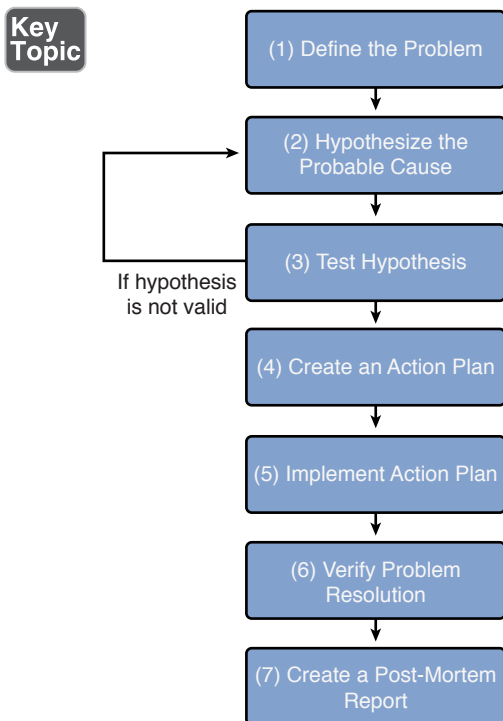 Key
Topic
(1) Define the Problem
(2) Hypothesize the
Probable Cause
(3) Test Hypothesis
If hypothesis
is not valid
(4) Create an Action Plan
(5) Implement Action Plan
(6) Verify Problem
Resolution
(7) Create a Post-Mortem
Report